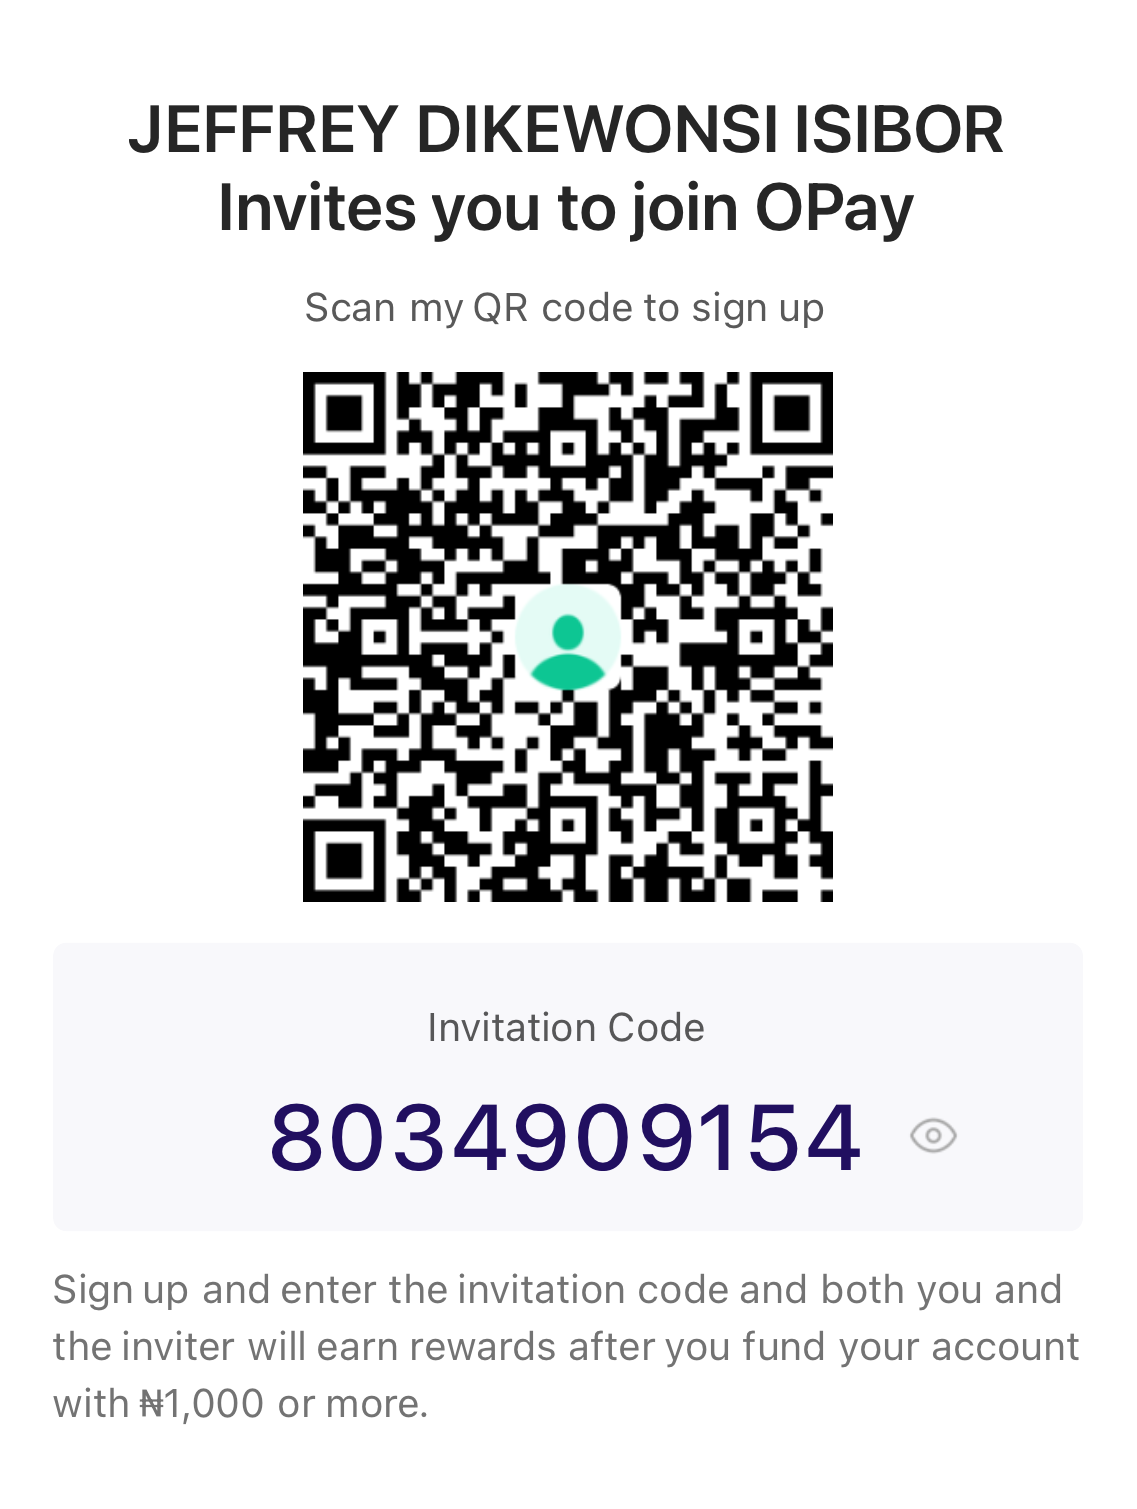 JEFFREY DIKEWONSI ISIBOR
Invites you to join OPay
Scan my QR code to sign up
Invitation Code
8034909154
Sign up and enter the invitation code and both you and
the inviter will earn rewards after you fund your account
with ₦1,000 or more.